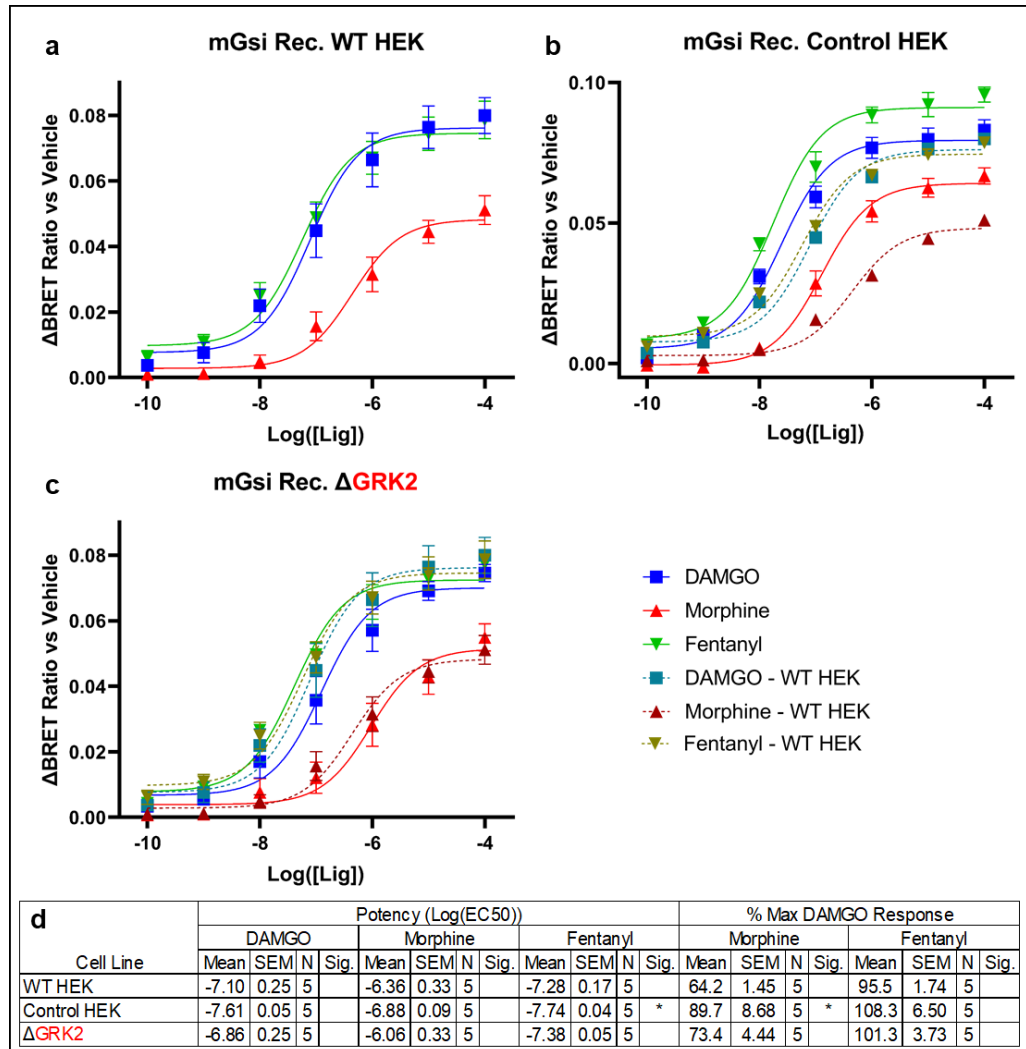 a
mGsi Rec. WT HEK
ΔBRET Ratio vs Vehicle
0.08
0.06
0.04
0.02
0.00
-10 -8 -6 -4
Log([Lig])
b
mGsi Rec. Control HEK
ΔBRET Ratio vs Vehicle
0.10
0.05
0.00
-10 -8 -6 -4
Log([Lig])
c
mGsi Rec. ΔGRK2
ΔBRET Ratio vs Vehicle
0.08
0.06
0.04
0.02
0.00
-10 -8 -6 -4
Log([Lig])
DAMGO
Morphine
Fentanyl
DAMGO - WT HEK
Morphine - WT HEK
Fentanyl - WT HEK
d
Potency (Log(EC50)) % Max DAMGO Response
DAMGO Morphine Fentanyl Morphine Fentanyl
Cell Line Mean SEM N Sig. Mean SEM N Sig. Mean SEM N Sig. Mean SEM N Sig. Mean SEM N Sig.
WT HEK -7.10 0.25 5 -6.36 0.33 5 -7.28 0.17 5 64.2 1.45 5 95.5 1.74 5
Control HEK -7.61 0.05 5 -6.88 0.09 5 -7.74 0.04 5 * 89.7 8.68 5 * 108.3 6.50 5
ΔGRK2 -6.86 0.25 5 -6.06 0.33 5 -7.38 0.05 5 73.4 4.44 5 101.3 3.73 5